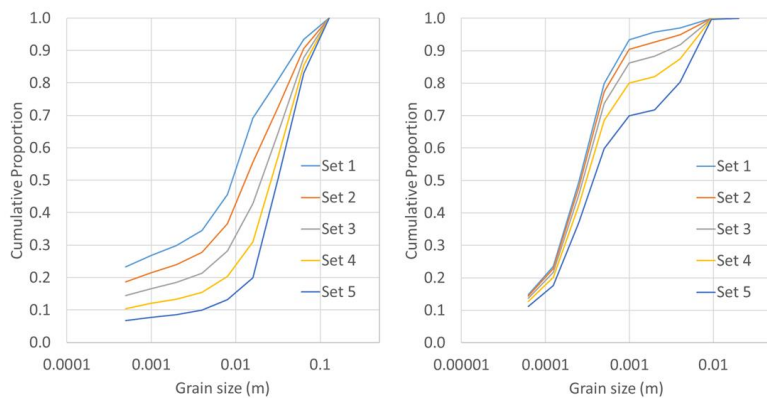 Cumulative Proportion
1.0
0.9
0.8
0.7
0.6
0.5
0.4
0.3
0.2
0.1
0.0
Set 1
Set 2
Set 3
Set 4
Set 5
0.0001 0.001 0.01 0.1
Grain size (m)
Cumulative Proportion
1.0
0.9
0.8
0.7
0.6
0.5
0.4
0.3
0.2
0.1
0.0
Set 1
Set 2
Set 3
Set 4
Set 5
0.00001 0.0001 0.001 0.01
Grain size (m)